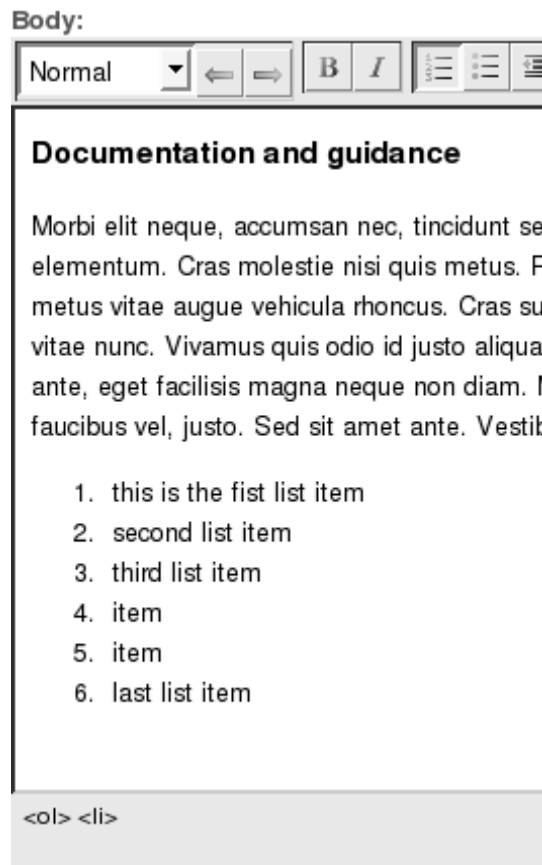 Body:
Normal B I
Documentation and guidance
Morbi elit neque, accumsan nec, tincidunt se
elementum. Cras molestie nisi quis metus.
metus vitae augue vehicula rhoncus. Cras su
vitae nunc. Vivamus quis odio id justo aliqua
ante, eget facilisis magna neque non diam.
faucibus vel, justo. Sed sit amet ante. Vestib
1. this is the fist list item
2. second list item
3. third list item
4. item
5. item
6. last list item
<ol> <li>